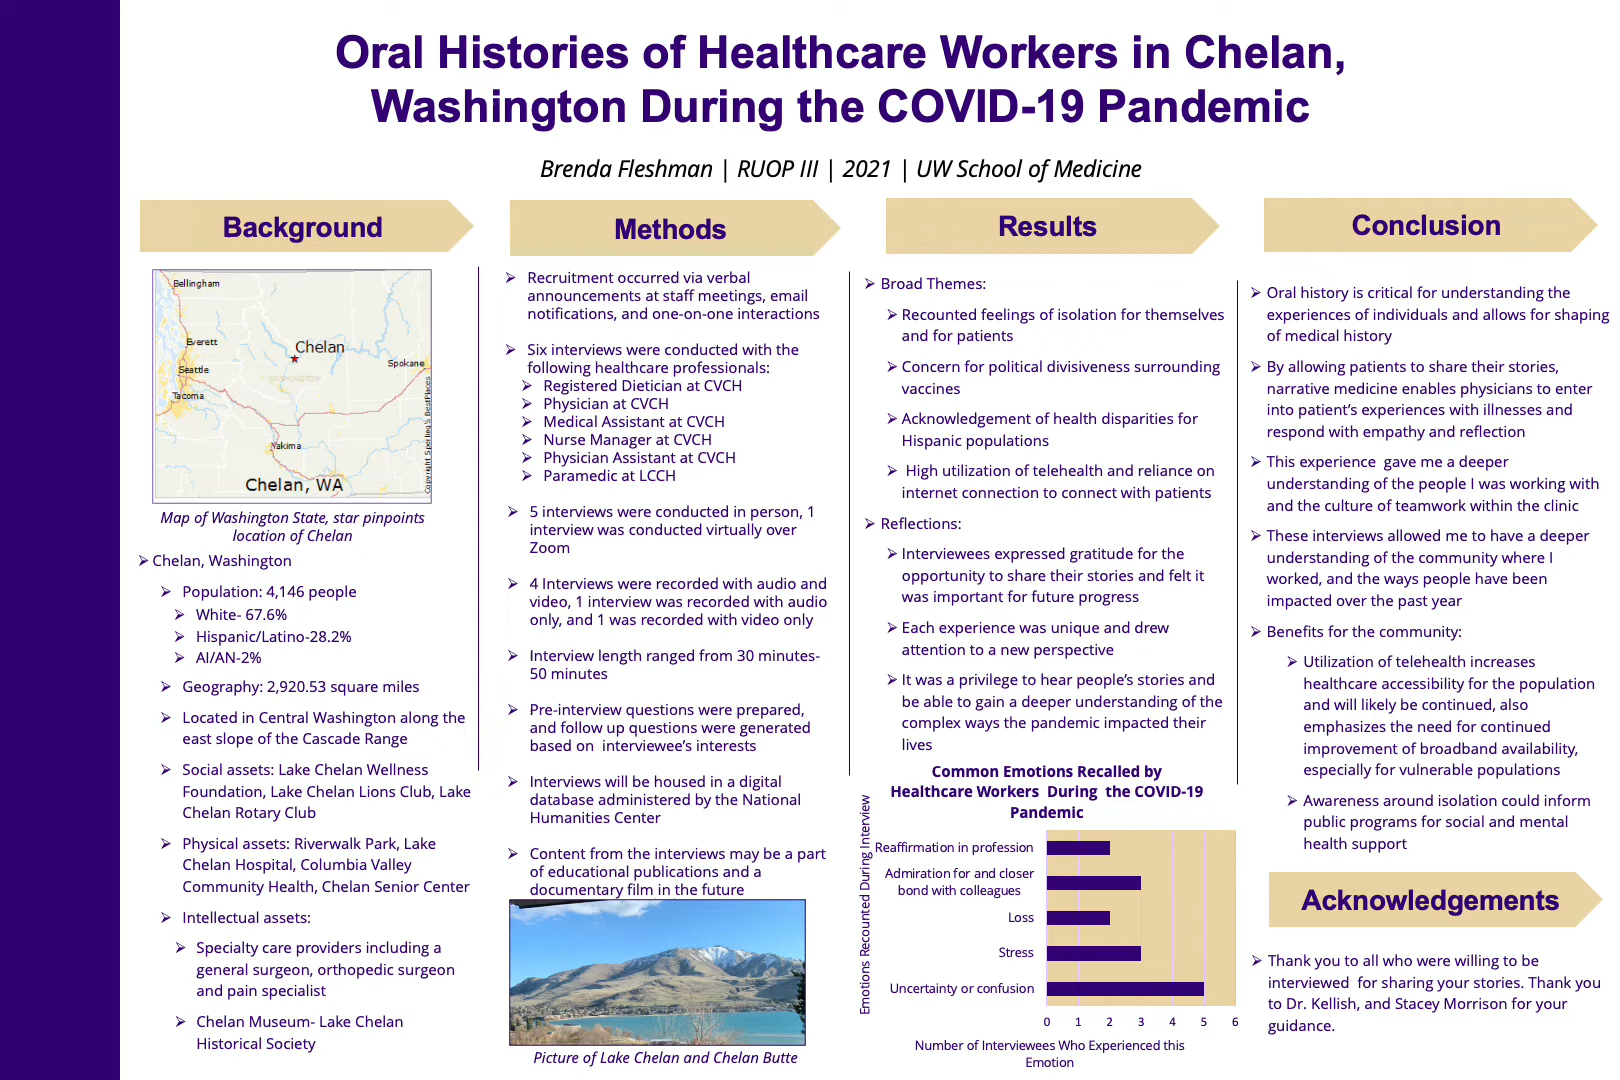 Oral Histories of Healthcare Workers in Chelan,
Washington During the COVID-19 Pandemic
Brenda Fleshman | RUOP III | 2021 | UW School of Medicine
Background
Bellingham
Everett
Chelan
Seattle
Spokane
WASHINGTON
Tacoma
Yakima
Chelan, WA
Copyright Sperling's BestPlaces
Map of Washington State, star pinpoints
location of Chelan
➢ Chelan, Washington
➢ Population: 4,146 people
➢ White- 67.6%
➢ Hispanic/Latino-28.2%
➢ AI/AN-2%
➢ Geography: 2,920.53 square miles
➢ Located in Central Washington along the
east slope of the Cascade Range
➢ Social assets: Lake Chelan Wellness
Foundation, Lake Chelan Lions Club, Lake
Chelan Rotary Club
➢ Physical assets: Riverwalk Park, Lake
Chelan Hospital, Columbia Valley
Community Health, Chelan Senior Center
➢ Intellectual assets:
➢ Specialty care providers including a
general surgeon, orthopedic surgeon
and pain specialist
➢ Chelan Museum- Lake Chelan
Historical Society
Methods
➢ Recruitment occurred via verbal
announcements at staff meetings, email
notifications, and one-on-one interactions
➢ Six interviews were conducted with the
following healthcare professionals:
➢ Registered Dietician at CVCH
➢ Physician at CVCH
➢ Medical Assistant at CVCH
➢ Nurse Manager at CVCH
➢ Physician Assistant at CVCH
➢ Paramedic at LCCH
➢ 5 interviews were conducted in person, 1
interview was conducted virtually over
Zoom
➢ 4 Interviews were recorded with audio and
video, 1 interview was recorded with audio
only, and 1 was recorded with video only
➢ Interview length ranged from 30 minutes-
50 minutes
➢ Pre-interview questions were prepared,
and follow up questions were generated
based on interviewee's interests
➢ Interviews will be housed in a digital
database administered by the National
Humanities Center
➢ Content from the interviews may be a part
of educational publications and a
documentary film in the future
Picture of Lake Chelan and Chelan Butte
Results
➢ Broad Themes:
➢ Recounted feelings of isolation for themselves
and for patients
➢ Concern for political divisiveness surrounding
vaccines
➢ Acknowledgement of health disparities for
Hispanic populations
➢ High utilization of telehealth and reliance on
internet connection to connect with patients
➢ Reflections:
➢ Interviewees expressed gratitude for the
opportunity to share their stories and felt it
was important for future progress
➢ Each experience was unique and drew
attention to a new perspective
➢ It was a privilege to hear people's stories and
be able to gain a deeper understanding of the
complex ways the pandemic impacted their
lives
Common Emotions Recalled by
Healthcare Workers During the COVID-19
Pandemic
Emotions Recounted During Interview
Reaffirmation in profession
Admiration for and closer
bond with colleagues
Loss
Stress
Uncertainty or confusion
0 1 2 3 4 5 6
Number of Interviewees Who Experienced this
Emotion
Conclusion
➢ Oral history is critical for understanding the
experiences of individuals and allows for shaping
of medical history
➢ By allowing patients to share their stories,
narrative medicine enables physicians to enter
into patient's experiences with illnesses and
respond with empathy and reflection
➢ This experience gave me a deeper
understanding of the people I was working with
and the culture of teamwork within the clinic
➢ These interviews allowed me to have a deeper
understanding of the community where I
worked, and the ways people have been
impacted over the past year
➢ Benefits for the community:
➢ Utilization of telehealth increases
healthcare accessibility for the population
and will likely be continued, also
emphasizes the need for continued
improvement of broadband availability,
especially for vulnerable populations
➢ Awareness around isolation could inform
public programs for social and mental
health support
Acknowledgements
➢ Thank you to all who were willing to be
interviewed for sharing your stories. Thank you
to Dr. Kellish, and Stacey Morrison for your
guidance.